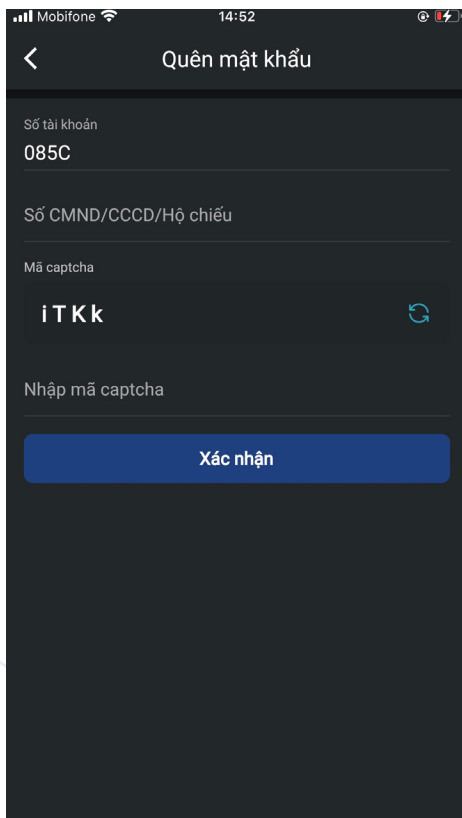 Mobifone 14:52
Quên mật khẩu
Số tài khoản
085C
Số CMND/CCCD/Hộ chiếu
Mã captcha
iTKk
Nhập mã captcha
Xác nhận